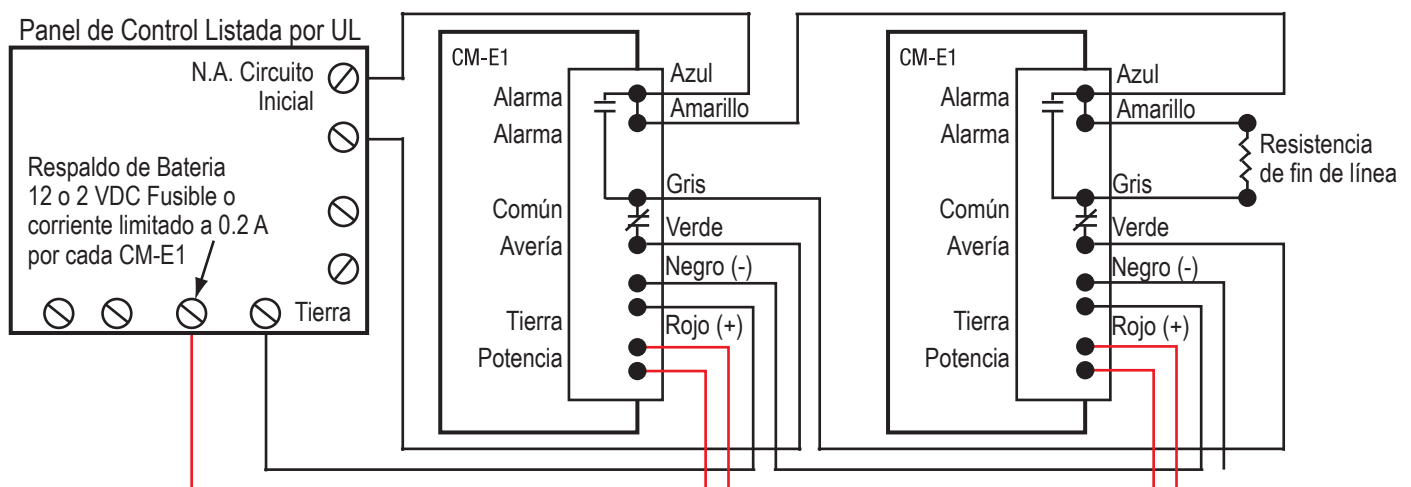 Panel de Control Listada por UL
N.A. Circuito
Inicial
Respaldo de Bateria
12 o 2 VDC Fusible o
corriente limitado a 0.2 A
por cada CM-E1
Tierra
CM-E1
Alarma
Alarma
Común
Avería
Tierra
Potencia
Azul
Amarillo
Gris
Verde
Negro (-)
Rojo (+)
CM-E1
Alarma
Alarma
Común
Avería
Tierra
Potencia
Azul
Amarillo
Gris
Verde
Negro (-)
Rojo (+)
Resistencia
de fin de línea